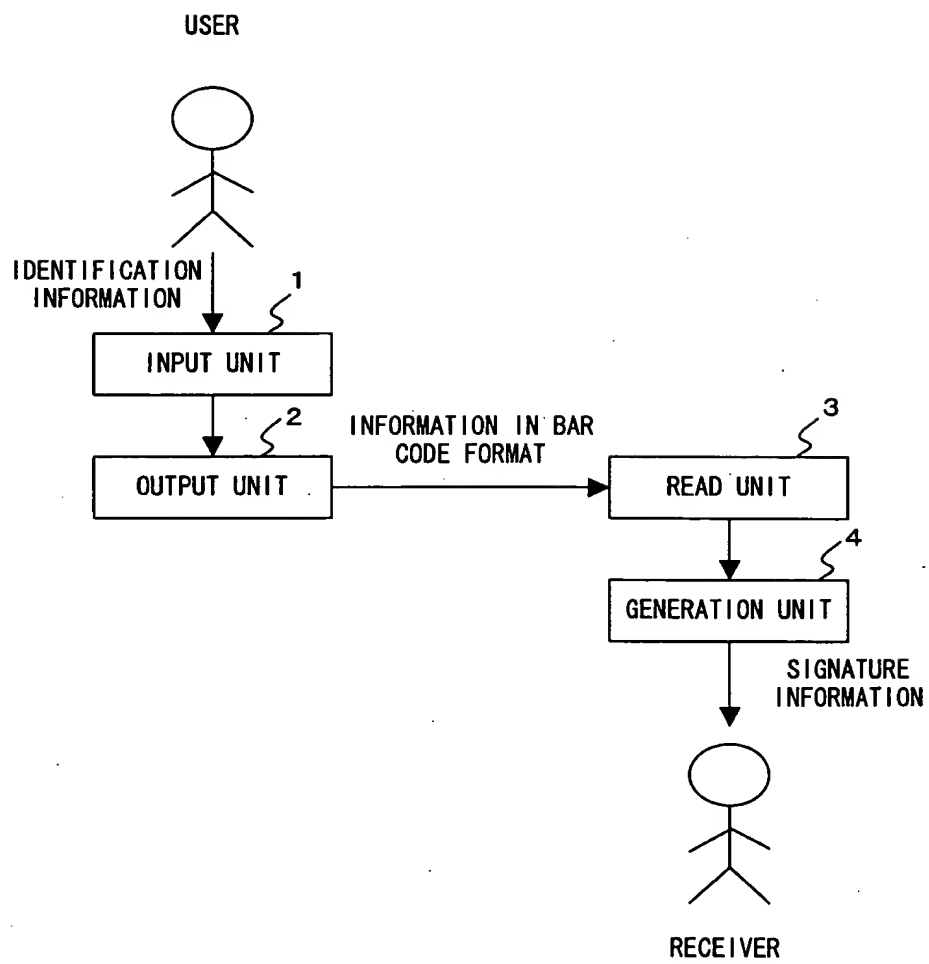 USER
IDENTIFICATION
INFORMATION
1
INPUT UNIT
2
INFORMATION IN BAR
CODE FORMAT
3
OUTPUT UNIT
READ UNIT
4
GENERATION UNIT
SIGNATURE
INFORMATION
RECEIVER